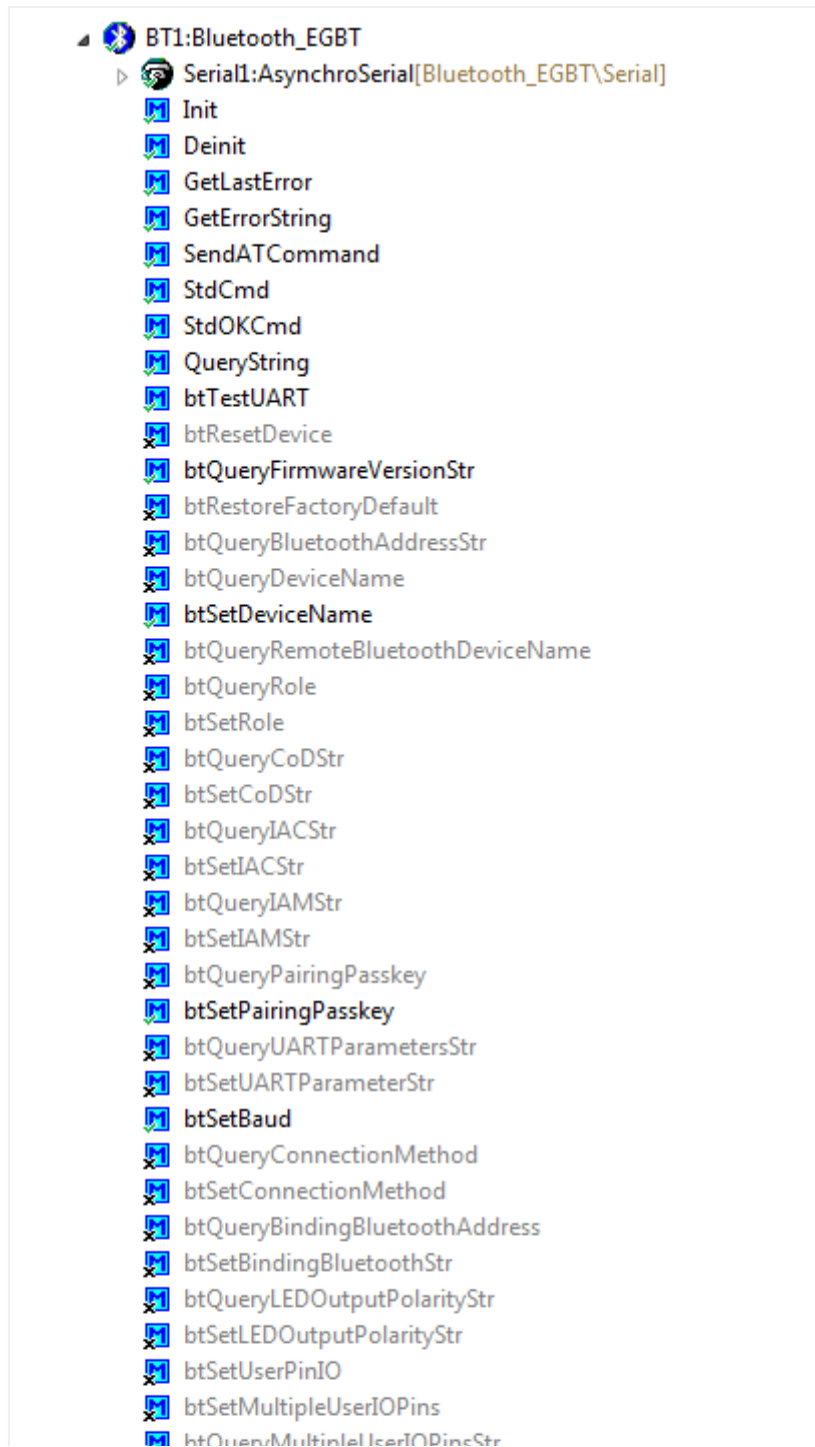 BT1:Bluetooth_EGBT
Serial1:AsynchroSerial[Bluetooth_EGBT\Serial]
Init
Deinit
GetLastError
GetErrorString
SendATCommand
StdCmd
StdOKCmd
QueryString
btTestUART
btResetDevice
btQueryFirmwareVersionStr
btRestoreFactoryDefault
btQueryBluetoothAddressStr
btQueryDeviceName
btSetDeviceName
btQueryRemoteBluetoothDeviceName
btQueryRole
btSetRole
btQueryCoDStr
btSetCoDStr
btQueryIACStr
btSetIACStr
btQueryIAMStr
btSetIAMStr
btQueryPairingPasskey
btSetPairingPasskey
btQueryUARTParametersStr
btSetUARTParameterStr
btSetBaud
btQueryConnectionMethod
btSetConnectionMethod
btQueryBindingBluetoothAddress
btSetBindingBluetoothStr
btQueryLEDOutputPolarityStr
btSetLEDOutputPolarityStr
btSetUserPinIO
btSetMultipleUserIOPins
btQueryMultipleUserIOPinsStr